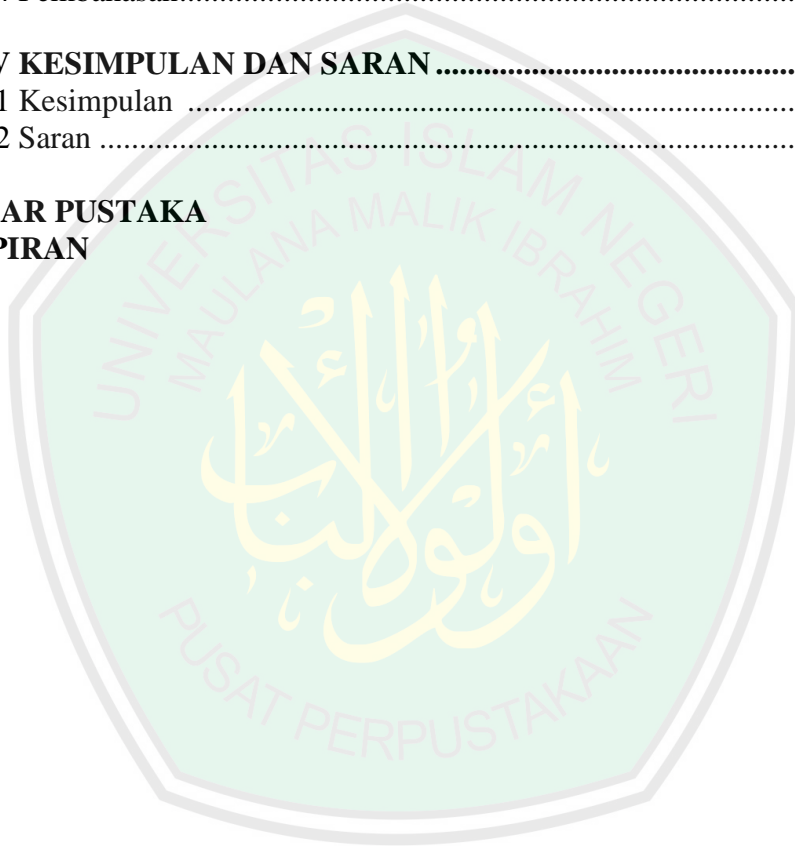 V KESIMPULAN DAN SARAN ................................................
1 Kesimpulan ............................................................................
2 Saran .......................................................................................
AR PUSTAKA
PIRAN
UNIVERSITAS ISLAM NEGERI
MAULANA MALIK IBRAHIM
أولوا الألباب
PUSAT PERPUSTAKAAN